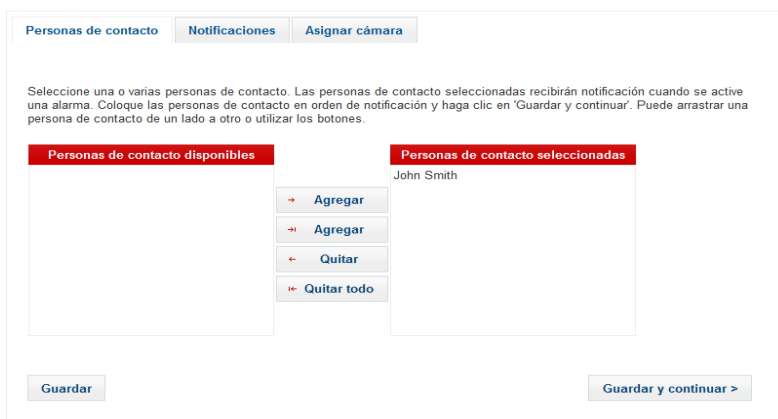 Personas de contacto Notificaciones Asignar cámara
Seleccione una o varias personas de contacto. Las personas de contacto seleccionadas recibirán notificación cuando se active
una alarma. Coloque las personas de contacto en orden de notificación y haga clic en 'Guardar y continuar'. Puede arrastrar una
persona de contacto de un lado a otro o utilizar los botones.
Personas de contacto disponibles Personas de contacto seleccionadas
John Smith
Agregar
Agregar
Quitar
Quitar todo
Guardar Guardar y continuar >